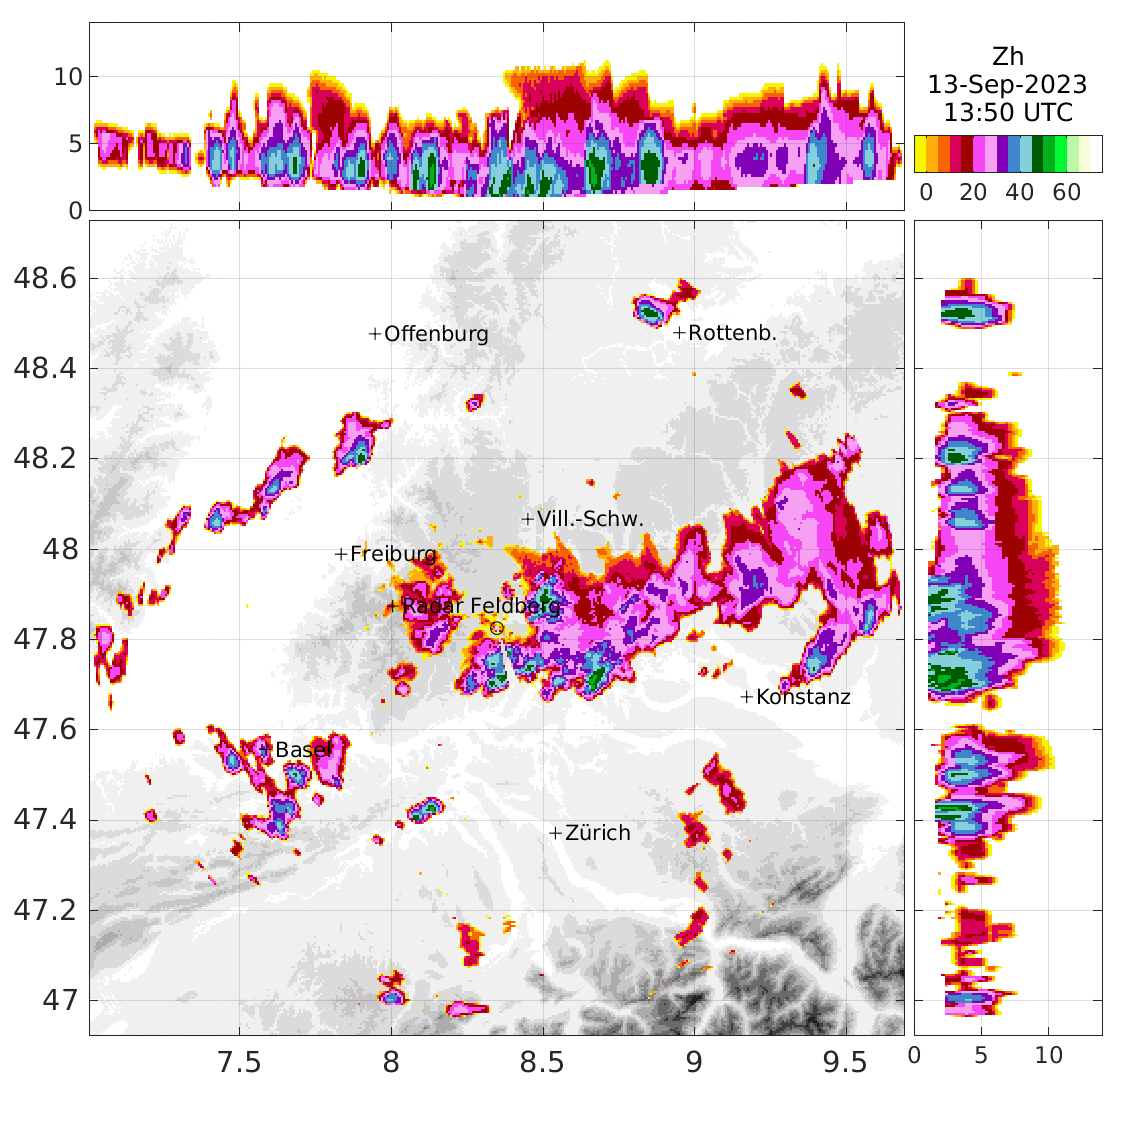 10
5
0
Zh
13-Sep-2023
13:50 UTC
0 20 40 60
48.6
48.4
48.2
48
47.8
47.6
47.4
47.2
47
+Offenburg
+Rottenb.
+Vill.-Schw.
+Freiburg
+Radar Feldberg
+Konstanz
+Basel
+Zürich
7.5 8 8.5 9 9.5
0 5 10